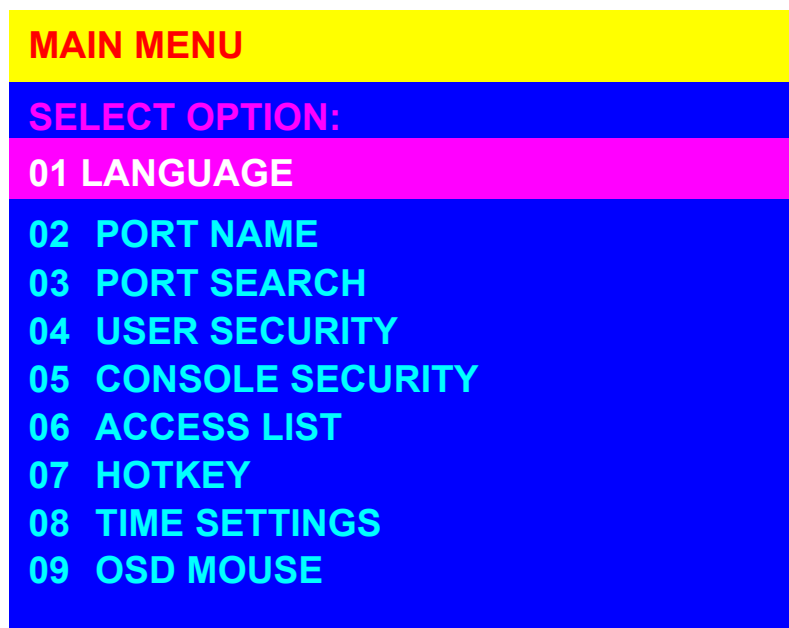 MAIN MENU
SELECT OPTION:
01 LANGUAGE
02 PORT NAME
03 PORT SEARCH
04 USER SECURITY
05 CONSOLE SECURITY
06 ACCESS LIST
07 HOTKEY
08 TIME SETTINGS
09 OSD MOUSE